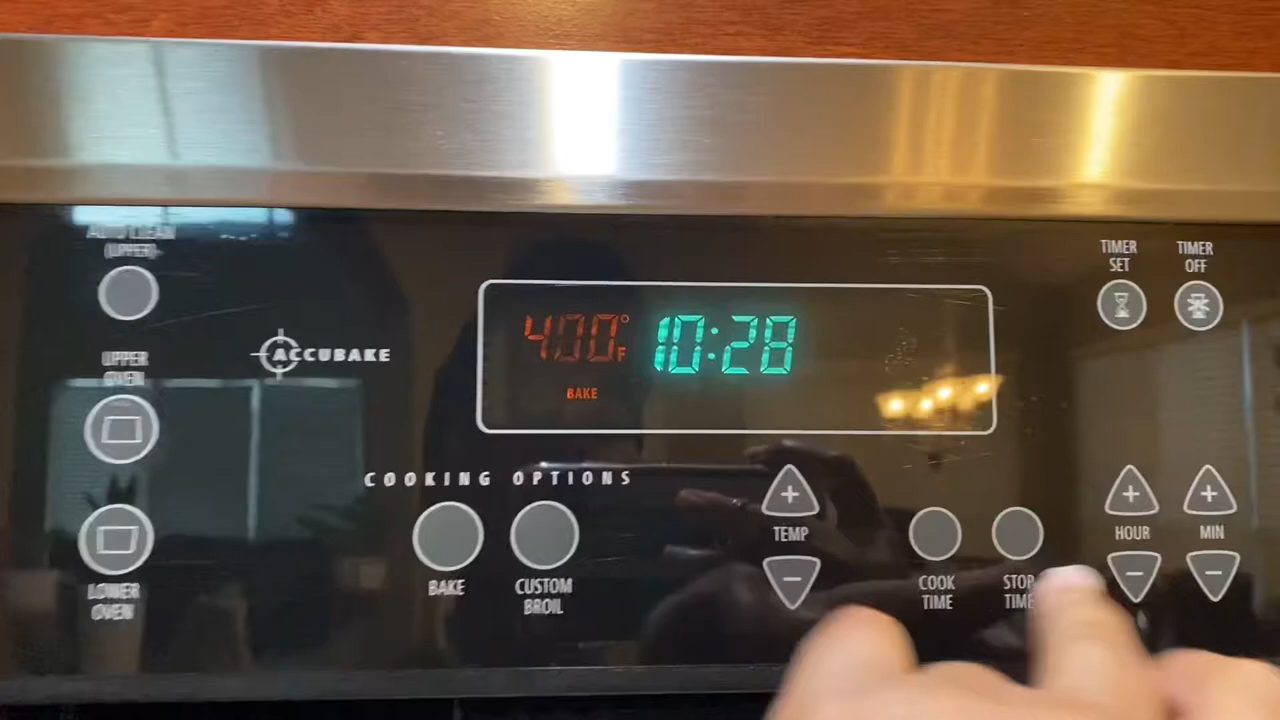 AUTO CLEAN
(UPPER)
TIMER
SET
TIMER
OFF
400°F 10:28
BAKE
ACCUBAKE
UPPER
OVEN
COOKING OPTIONS
BAKE
CUSTOM
BROIL
+
TEMP
−
COOK
TIME
STOP
TIME
+
HOUR
−
+
MIN
−
LOWER
OVEN